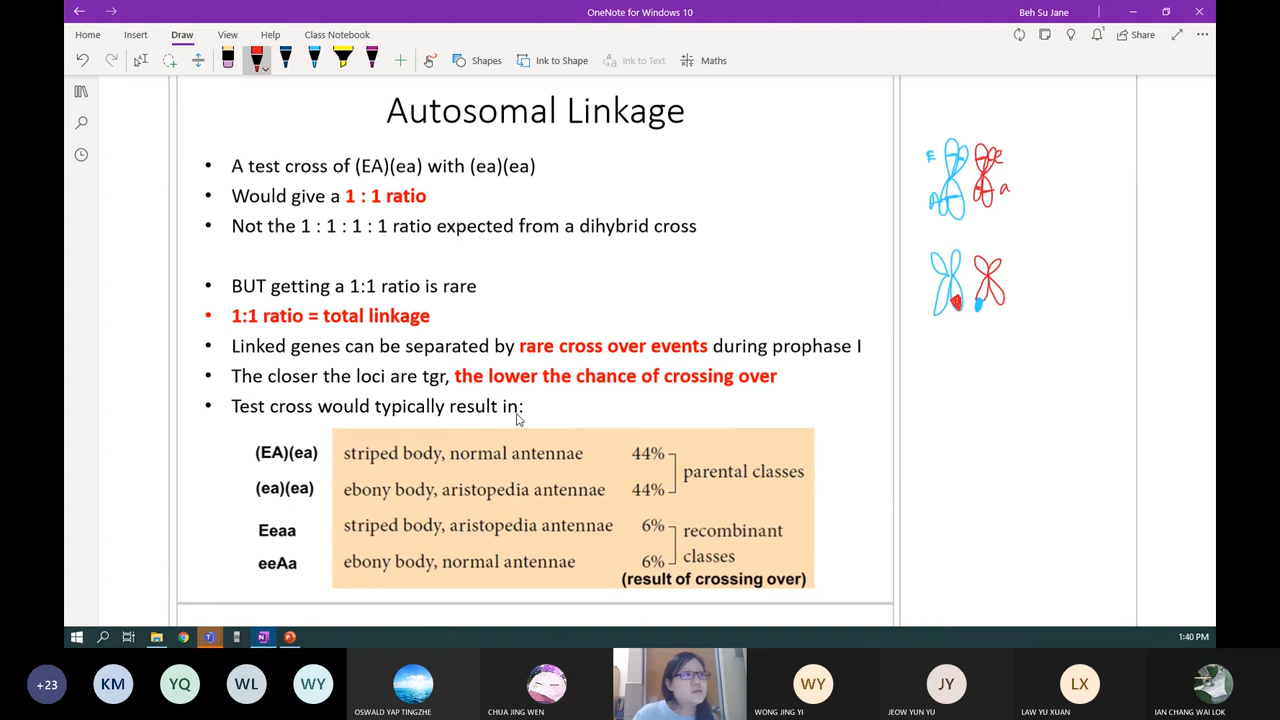 OneNote for Windows 10
Beh Su Jane
Home Insert Draw View Help Class Notebook
Share
Shapes Ink to Shape Ink to Text Maths
Autosomal Linkage
• A test cross of (EA)(ea) with (ea)(ea)
• Would give a 1 : 1 ratio
• Not the 1 : 1 : 1 : 1 ratio expected from a dihybrid cross
• BUT getting a 1:1 ratio is rare
• 1:1 ratio = total linkage
• Linked genes can be separated by rare cross over events during prophase I
• The closer the loci are tgr, the lower the chance of crossing over
• Test cross would typically result in:
(EA)(ea) striped body, normal antennae 44%
parental classes
(ea)(ea) ebony body, aristopedia antennae 44%
Eeaa striped body, aristopedia antennae 6%
recombinant
classes
eeAa ebony body, normal antennae 6%
(result of crossing over)
E e
A a
1:40 PM
+23 KM YQ WL WY WY JY LX
OSWALD YAP TINGZHE CHUA JING WEN WONG JING YI JEOW YUN YU LAW YU XUAN IAN CHANG WAI LOK